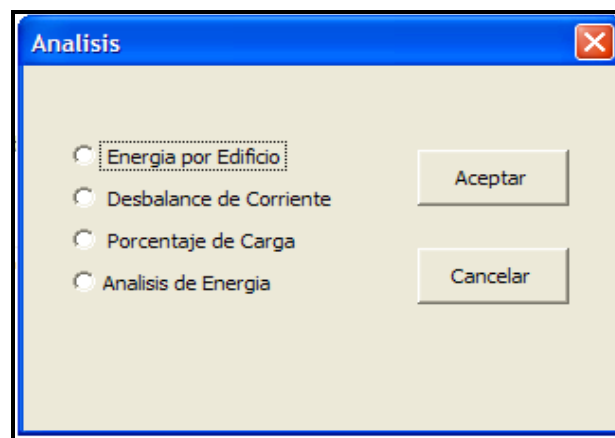 Analisis
Energia por Edificio
Desbalance de Corriente
Porcentaje de Carga
Analisis de Energia
Aceptar
Cancelar